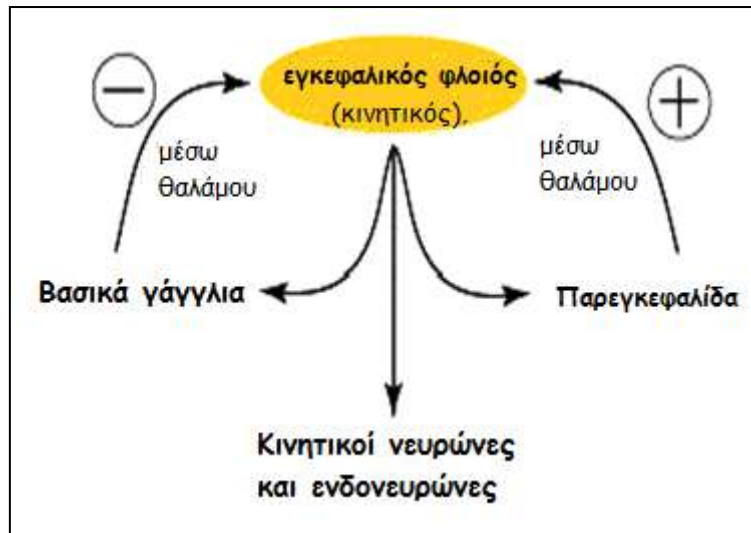 εγκεφαλικός φλοιός
(κινητικός),
−
+
μέσω
θαλάμου
μέσω
θαλάμου
Βασικά γάγγλια
Παρεγκεφαλίδα
Κινητικοί νευρώνες
και ενδονευρώνες